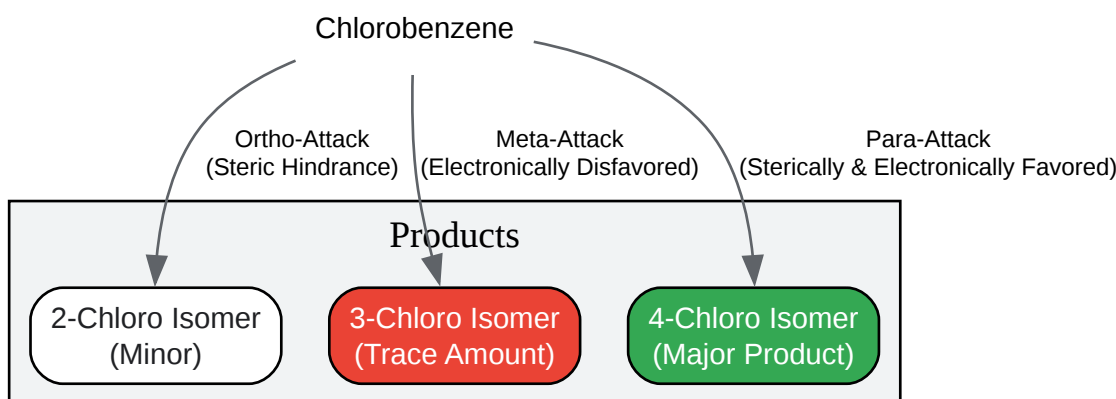 Chlorobenzene
Ortho-Attack
(Steric Hindrance)
Meta-Attack
(Electronically Disfavored)
Para-Attack
(Sterically & Electronically Favored)
Products
2-Chloro Isomer
(Minor)
3-Chloro Isomer
(Trace Amount)
4-Chloro Isomer
(Major Product)